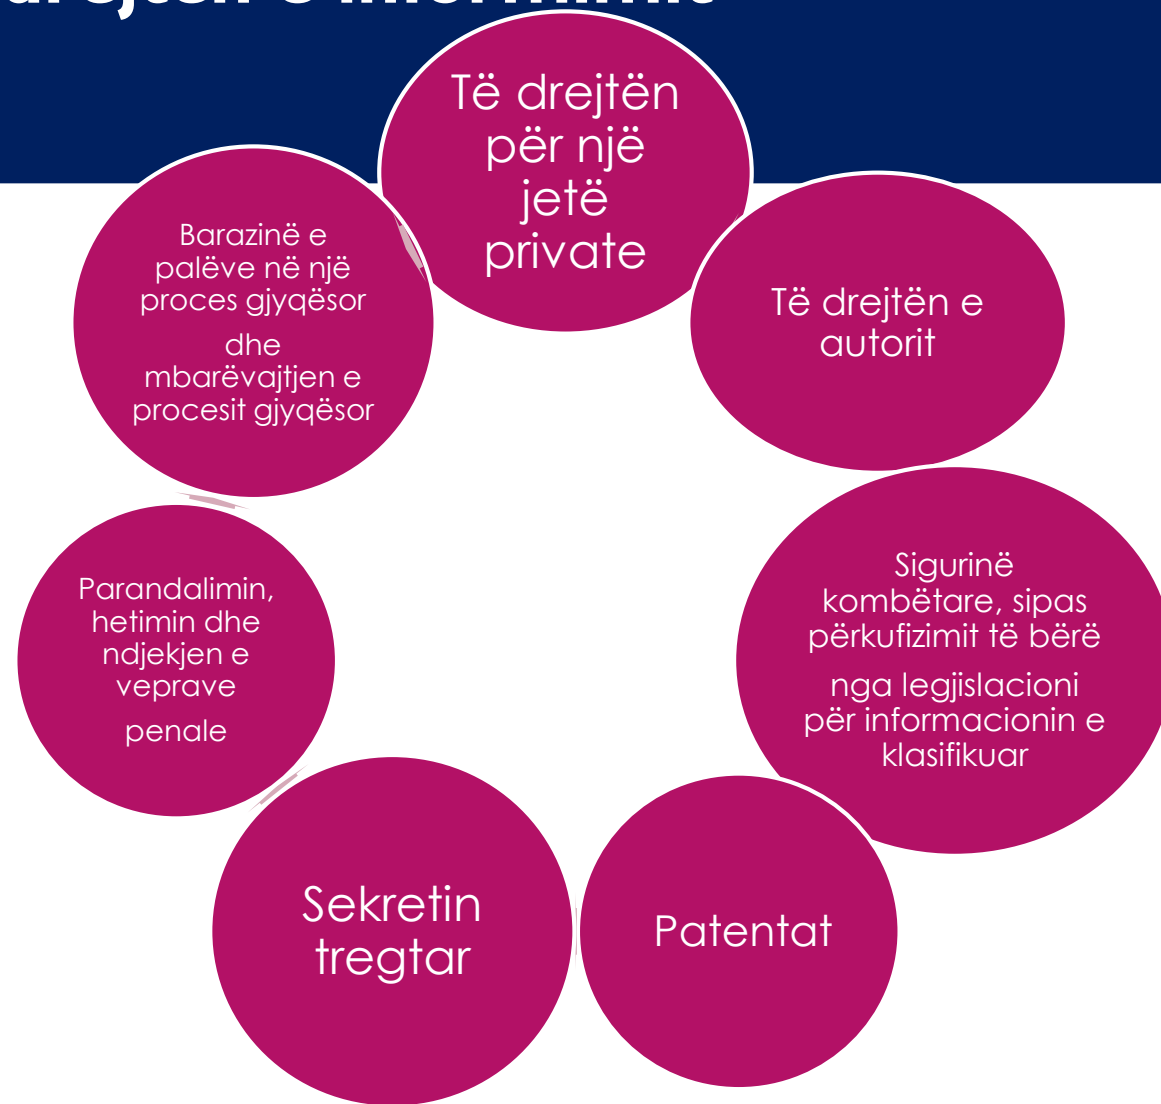 drejtën e informimit
Të drejtën
për një
jetë
private
Të drejtën e
autorit
Sigurinë
kombëtare, sipas
përkufizimit të bërë
nga legjislacioni
për informacionin e
klasifikuar
Patentat
Sekretin
tregtar
Parandalimin,
hetimin dhe
ndjekjen e
veprave
penale
Barazinë e
palëve në një
proces gjyqësor
dhe
mbarëvajtjen e
procesit gjyqësor